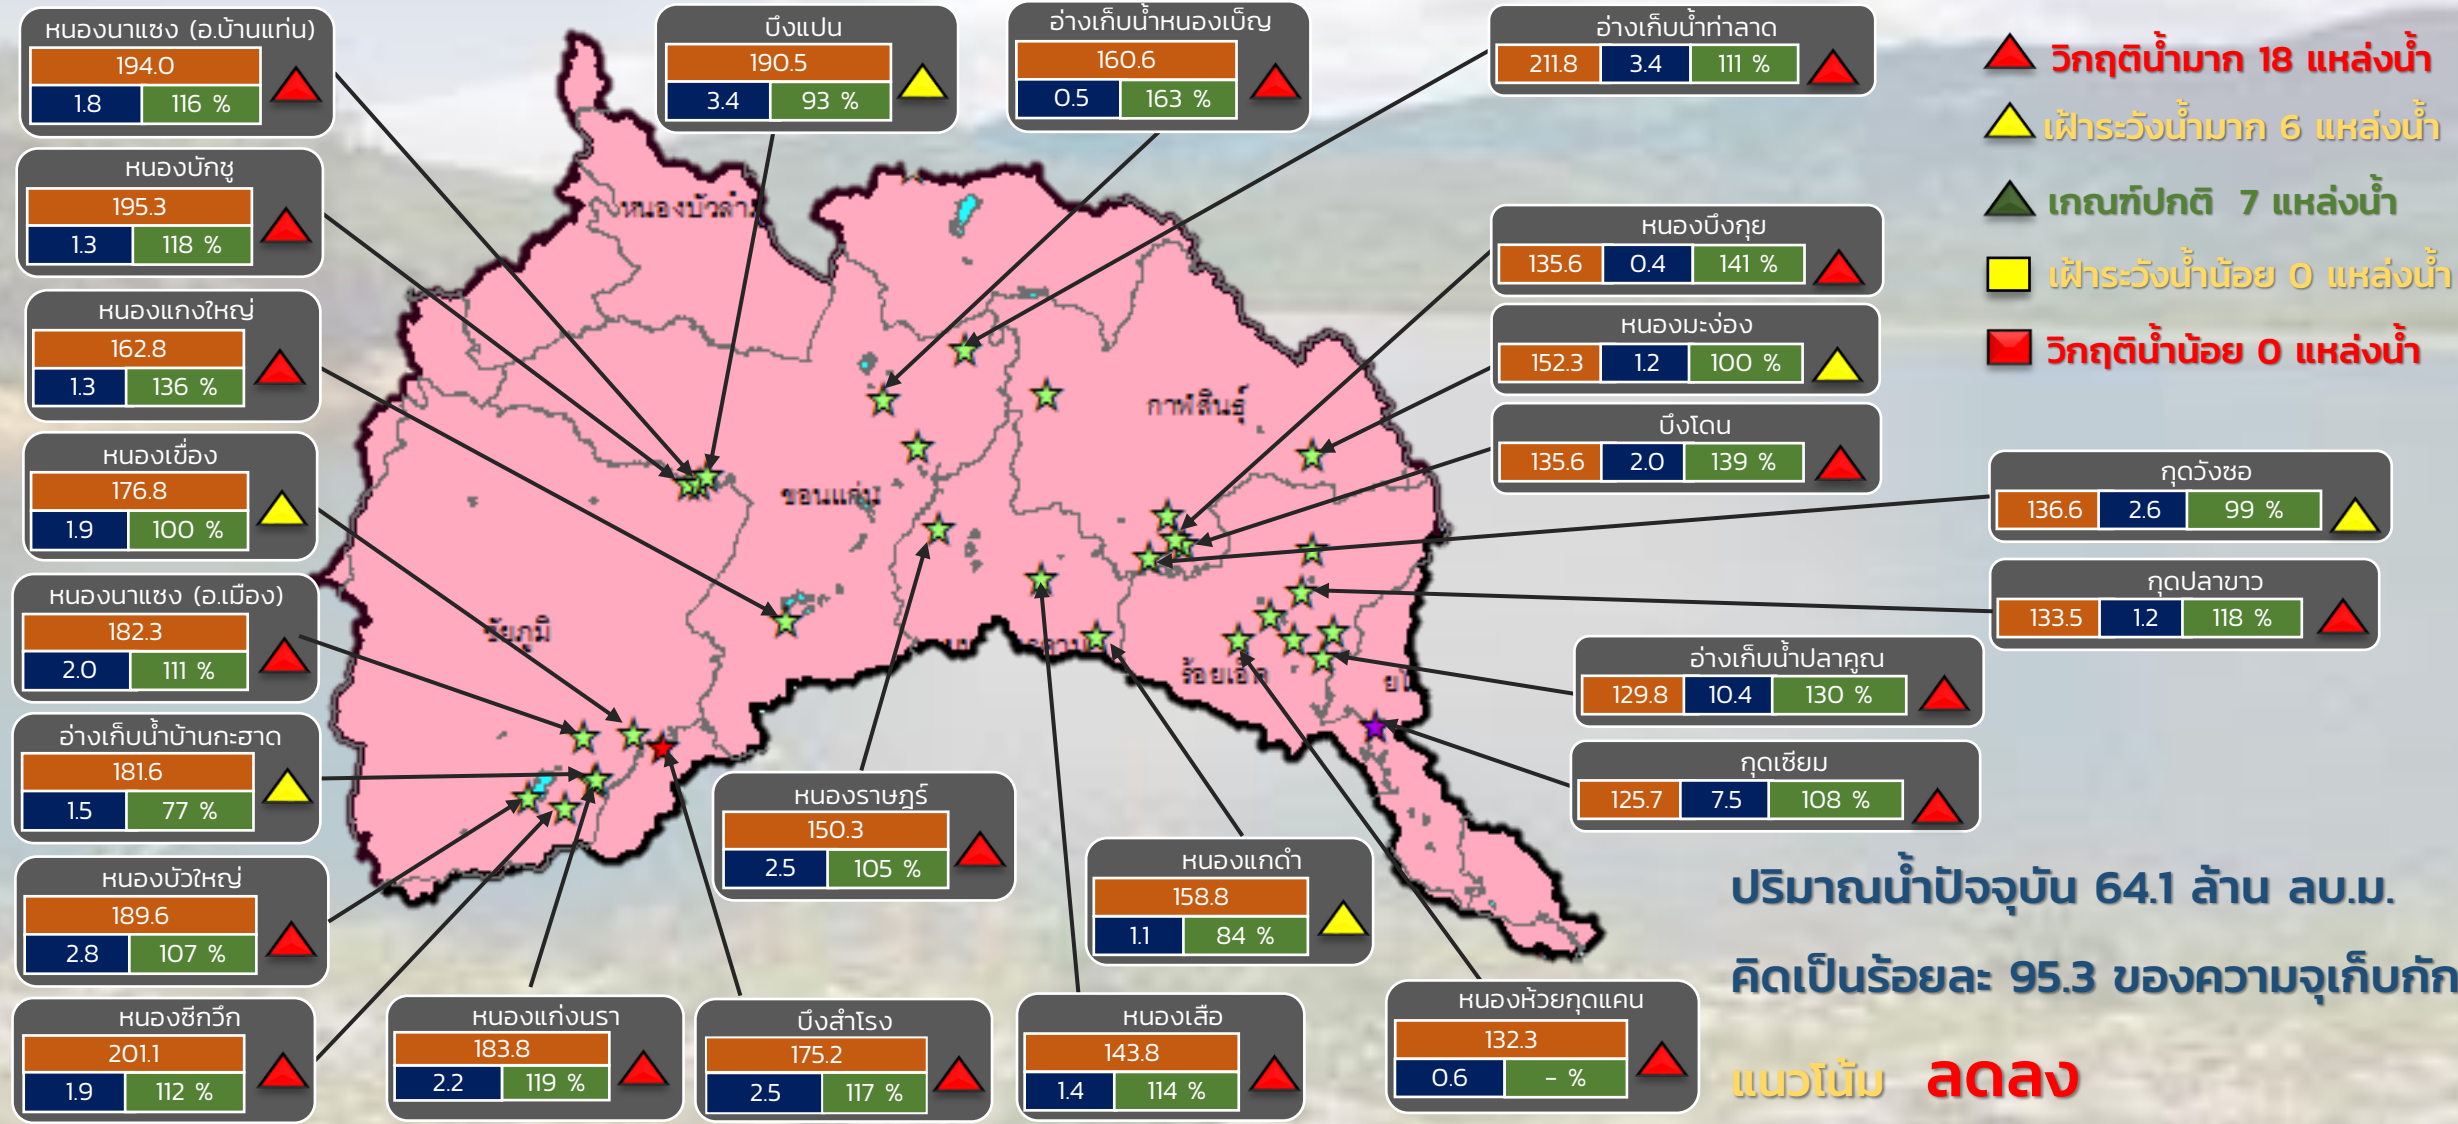 หนองนาแซง (อ.บ้านแท่น)
194.0
1.8 116 %
บึงแปน
190.5
3.4 93 %
อ่างเก็บน้ำหนองเบ็ญ
160.6
0.5 163 %
อ่างเก็บน้ำท่าลาด
211.8 3.4 111 %
วิกฤติน้ำมาก 18 แหล่งน้ำ
เฝ้าระวังน้ำมาก 6 แหล่งน้ำ
เกณฑ์ปกติ 7 แหล่งน้ำ
เฝ้าระวังน้ำน้อย 0 แหล่งน้ำ
วิกฤติน้ำน้อย 0 แหล่งน้ำ
หนองบักชู
195.3
1.3 118 %
หนองแกงใหญ่
162.8
1.3 136 %
หนองเขื่อง
176.8
1.9 100 %
หนองนาแซง (อ.เมือง)
182.3
2.0 111 %
อ่างเก็บน้ำบ้านกะฮาด
181.6
1.5 77 %
หนองบัวใหญ่
189.6
2.8 107 %
หนองซีกวึก
201.1
1.9 112 %
หนองบัวลำ
ขอนแก่น
กาฬสินธุ์
ชัยภูมิ
ร้อยเอ็ด
หนองบึงกุย
135.6 0.4 141 %
หนองมะง่อง
152.3 1.2 100 %
บึงโดน
135.6 2.0 139 %
กุดวังซอ
136.6 2.6 99 %
กุดปลาขาว
133.5 1.2 118 %
อ่างเก็บน้ำปลาคูณ
129.8 10.4 130 %
กุดเซียม
125.7 7.5 108 %
หนองราษฎร์
150.3
2.5 105 %
หนองแกดำ
158.8
1.1 84 %
หนองแก่งนรา
183.8
2.2 119 %
บึงสำโรง
175.2
2.5 117 %
หนองเสือ
143.8
1.4 114 %
หนองห้วยกุดแคน
132.3
0.6 - %
ปริมาณน้ำปัจจุบัน 64.1 ล้าน ลบ.ม.
คิดเป็นร้อยละ 95.3 ของความจุเก็บกัก
แนวโน้ม ลดลง